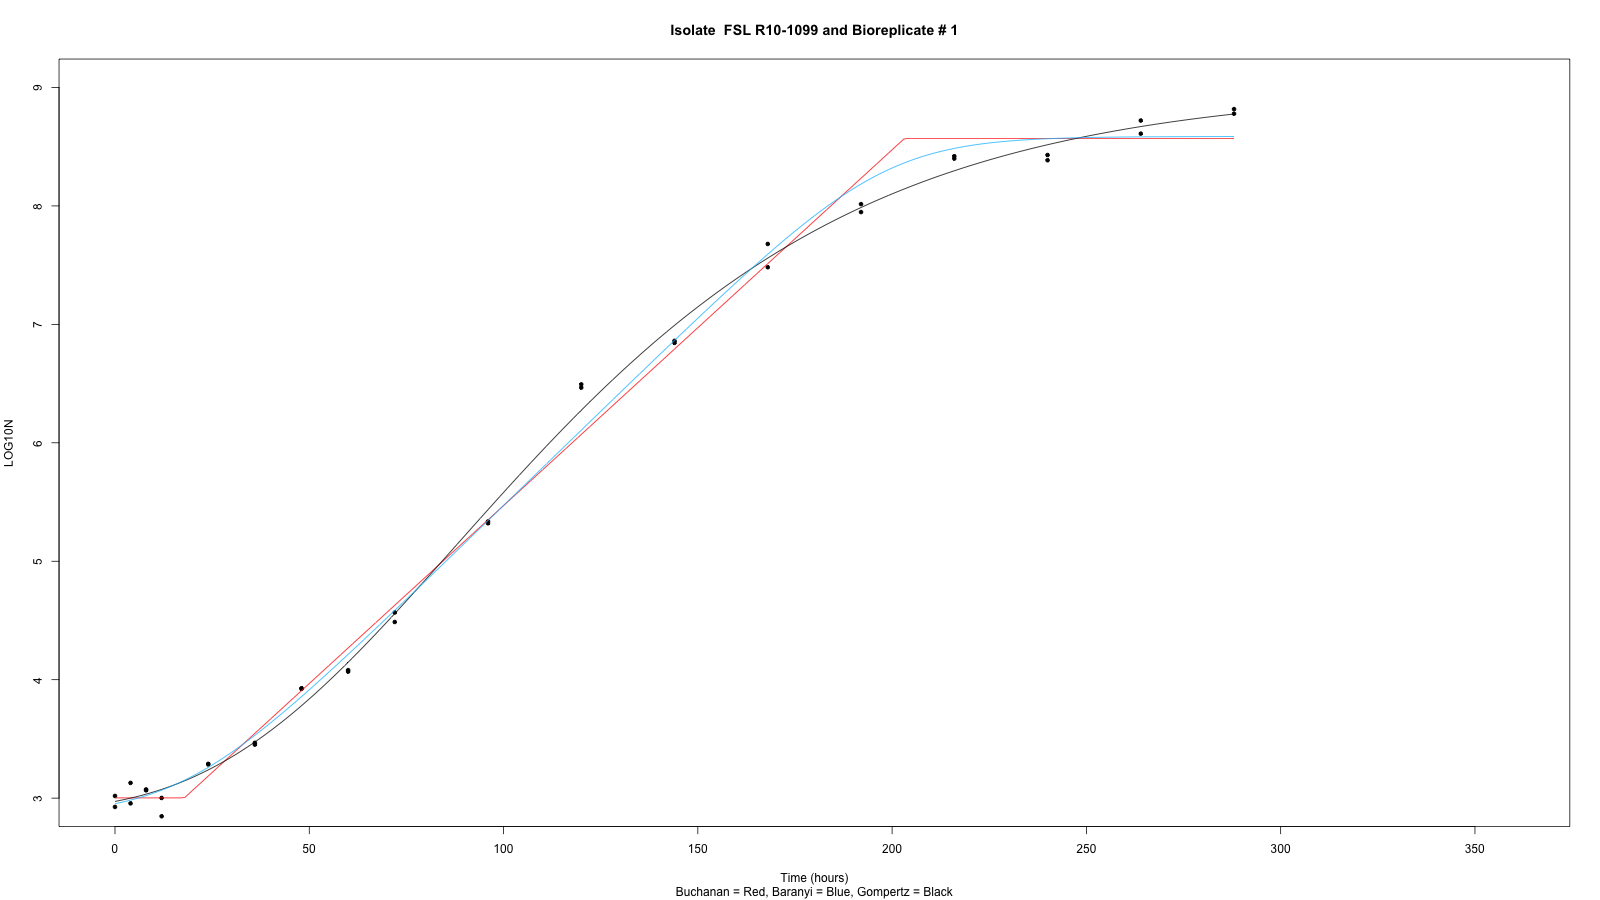 Isolate  FSL R10-1099 and Bioreplicate # 1
9
8
7
6
5
4
3
LOG10N
0 50 100 150 200 250 300 350
Time (hours)
Buchanan = Red, Baranyi = Blue, Gompertz = Black